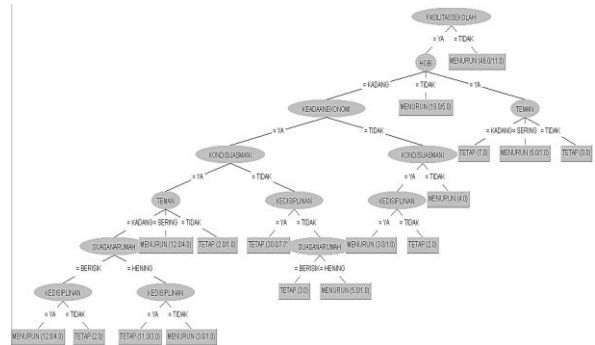 FASILITASSEKOLAH
= YA = TIDAK
HOBI MENURUN (48.0/11.0)
= KADANG = TIDAK = YA
KEADAANEKONOMI MENURUN (19.0/5.0) TEMAN
= YA = TIDAK = KADANG = SERING = TIDAK
KONDISIJASMANI KONDISIJASMANI TETAP (7.0) MENURUN (5.0/1.0) TETAP (0.0)
= YA = TIDAK = YA = TIDAK
TEMAN KEDISIPLINAN KEDISIPLINAN MENURUN (4.0)
= KADANG = SERING = TIDAK = YA = TIDAK = YA = TIDAK
SUASANARUMAH MENURUN (12.0/4.0) TETAP (2.0/1.0) TETAP (30.0/7.0) SUASANARUMAH MENURUN (3.0/1.0) TETAP (2.0)
= BERISIK = HENING = BERISIK = HENING
KEDISIPLINAN KEDISIPLINAN TETAP (3.0) MENURUN (5.0/1.0)
= YA = TIDAK = YA = TIDAK
MENURUN (12.0/4.0) TETAP (2.0) TETAP (11.0/3.0) MENURUN (3.0/1.0)